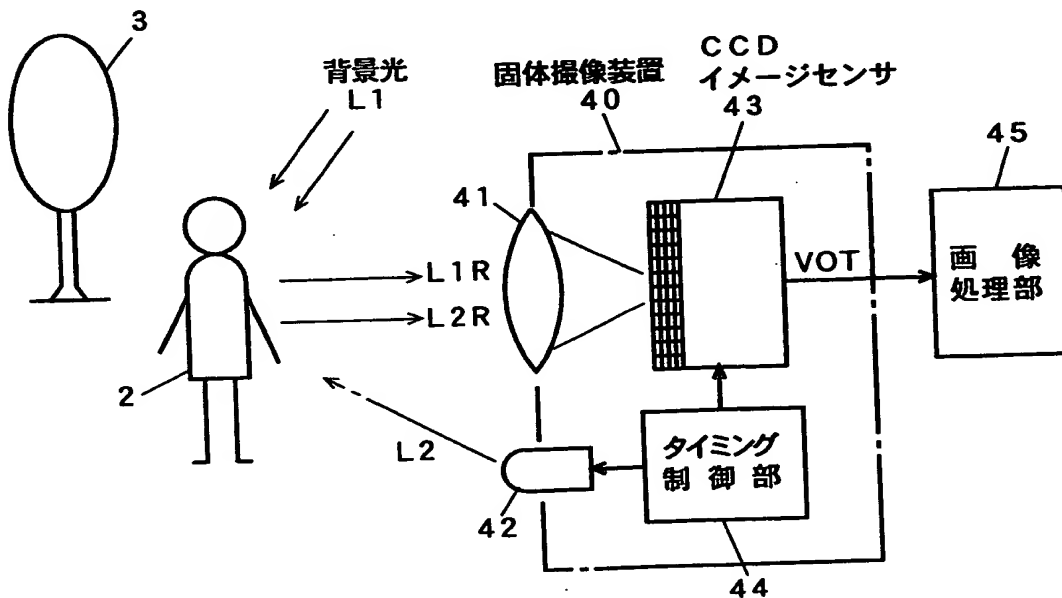 3
背景光
L1
固体撮像装置
40
CCD
イメージセンサ
43
45
41
L1R
L2R
VOT
画 像
処理部
2
L2
42
タイミング
制 御 部
44